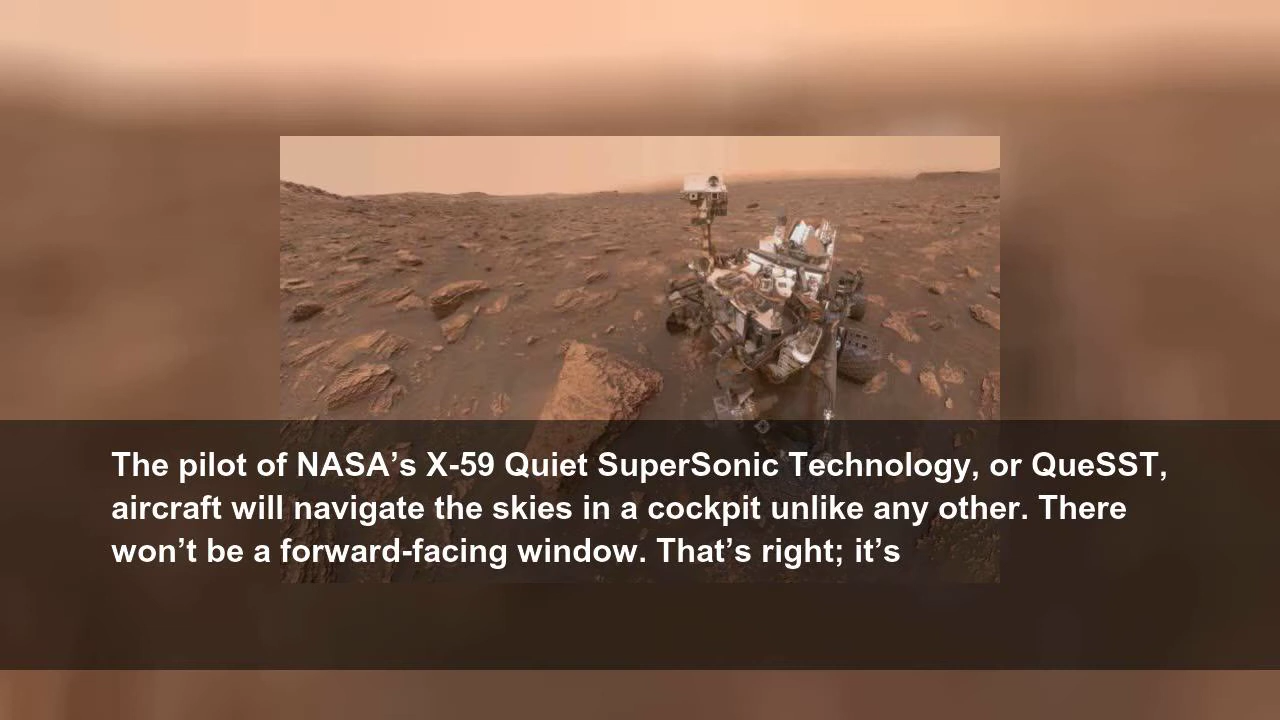 The pilot of NASA’s X-59 Quiet SuperSonic Technology, or QueSST,
aircraft will navigate the skies in a cockpit unlike any other. There
won’t be a forward-facing window. That’s right; it’s